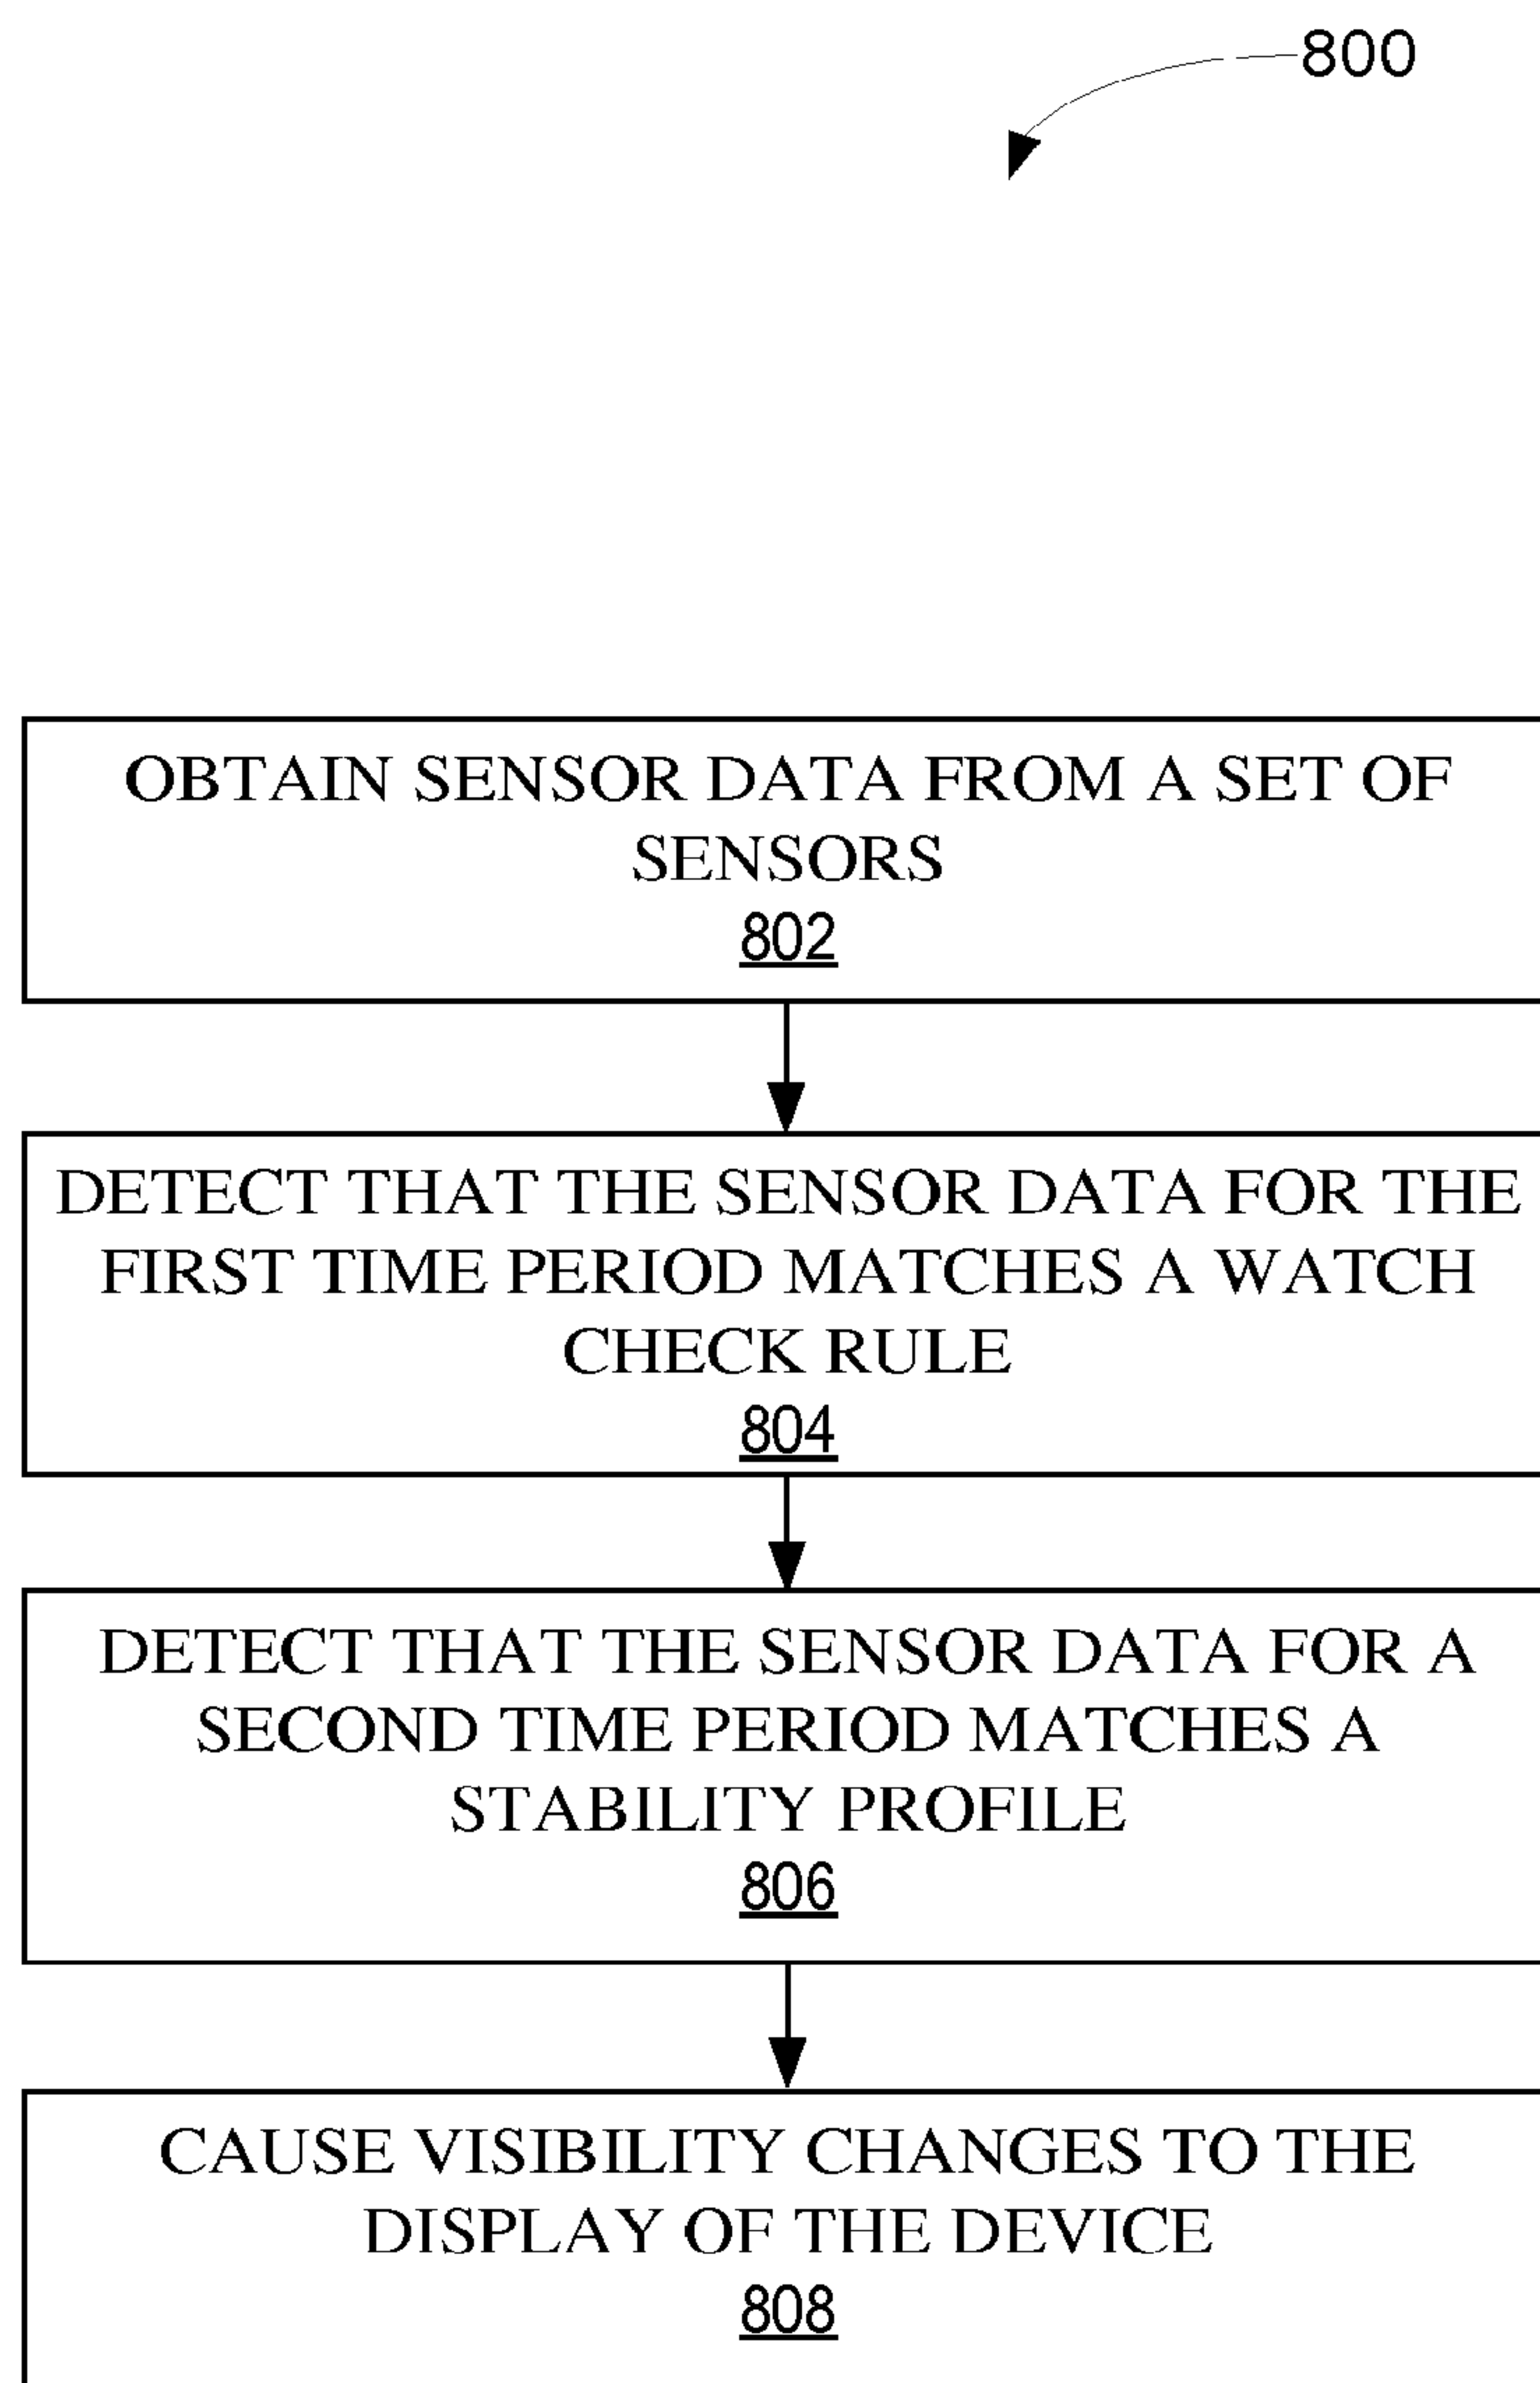 800
OBTAIN SENSOR DATA FROM A SET OF
SENSORS
802
DETECT THAT THE SENSOR DATA FOR THE
FIRST TIME PERIOD MATCHES A WATCH
CHECK RULE
804
DETECT THAT THE SENSOR DATA FOR A
SECOND TIME PERIOD MATCHES A
STABILITY PROFILE
806
CAUSE VISIBILITY CHANGES TO THE
DISPLAY OF THE DEVICE
808